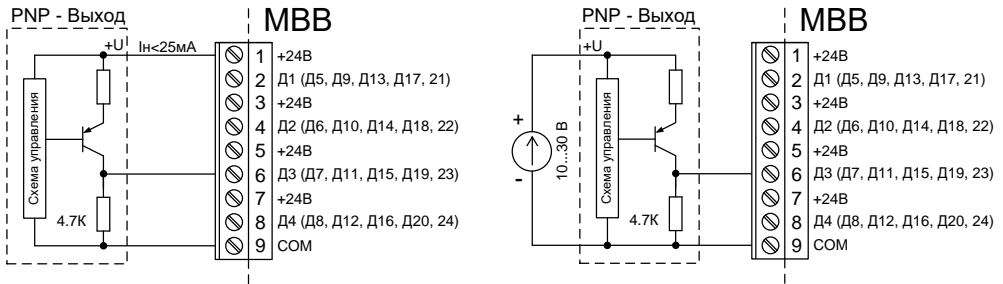 PNP - Выход
МВВ
+U
Iн<25мА
1 +24В
2 Д1 (Д5, Д9, Д13, Д17, 21)
3 +24В
4 Д2 (Д6, Д10, Д14, Д18, 22)
5 +24В
6 Д3 (Д7, Д11, Д15, Д19, 23)
7 +24В
8 Д4 (Д8, Д12, Д16, Д20, 24)
9 COM
Схема управления
4.7К
PNP - Выход
МВВ
+U
1 +24В
2 Д1 (Д5, Д9, Д13, Д17, 21)
3 +24В
4 Д2 (Д6, Д10, Д14, Д18, 22)
5 +24В
6 Д3 (Д7, Д11, Д15, Д19, 23)
7 +24В
8 Д4 (Д8, Д12, Д16, Д20, 24)
9 COM
+
-
10...30 В
Схема управления
4.7К